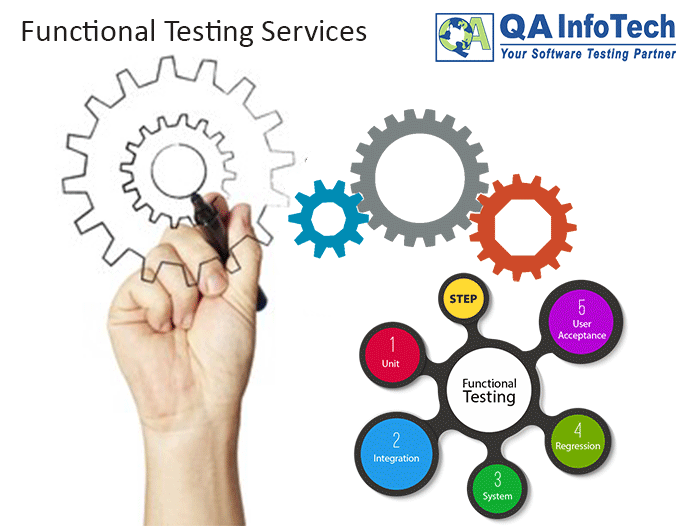 Functional Testing Services
QA
QA InfoTech
Your Software Testing Partner
STEP
1
Unit
2
Integration
3
System
4
Regression
5
User
Acceptance
Functional
Testing